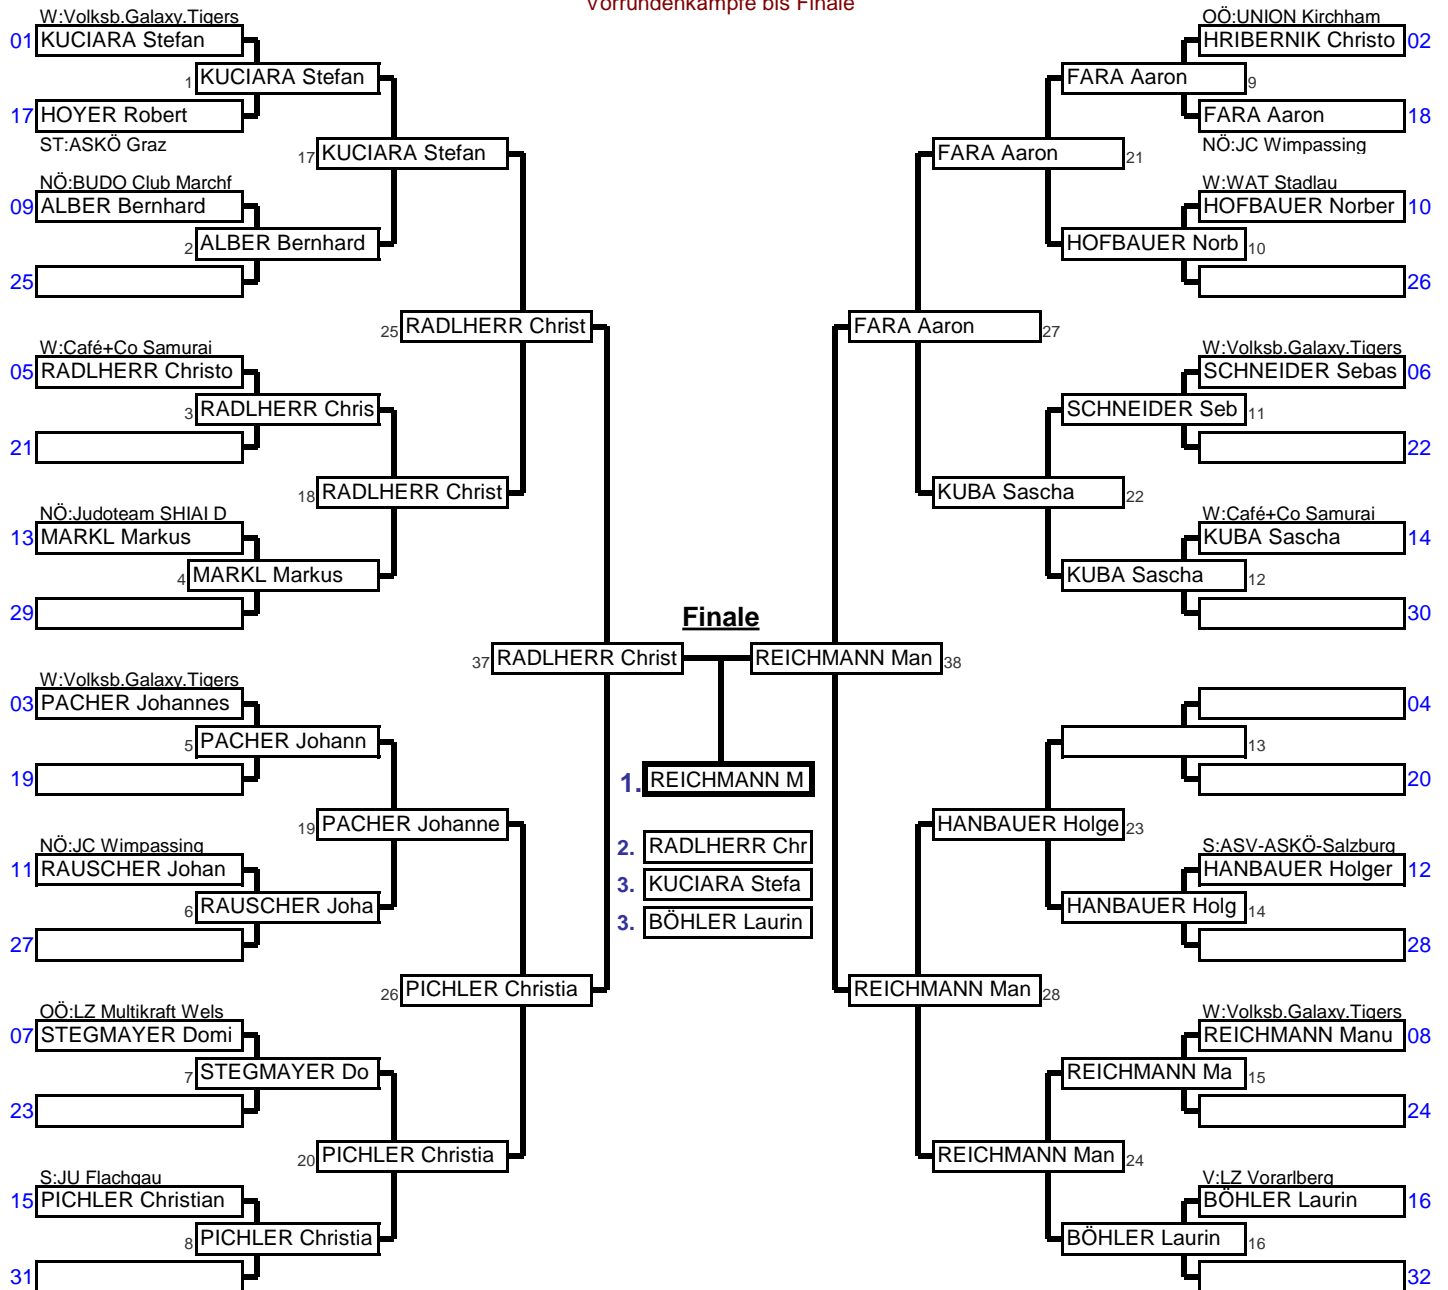 Vorrundenkämpfe bis Finale
W:Volksb.Galaxy.Tigers
01 KUCIARA Stefan
1 KUCIARA Stefan
17 HOYER Robert
ST:ASKÖ Graz
17 KUCIARA Stefan
NÖ:BUDO Club Marchf
09 ALBER Bernhard
2 ALBER Bernhard
25
25 RADLHERR Christ
W:Café+Co Samurai
05 RADLHERR Christo
3 RADLHERR Chris
21
18 RADLHERR Christ
NÖ:Judoteam SHIAI D
13 MARKL Markus
4 MARKL Markus
29
37 RADLHERR Christ
W:Volksb.Galaxy.Tigers
03 PACHER Johannes
5 PACHER Johann
19
19 PACHER Johanne
NÖ:JC Wimpassing
11 RAUSCHER Johan
6 RAUSCHER Joha
27
26 PICHLER Christia
OÖ:LZ Multikraft Wels
07 STEGMAYER Domi
7 STEGMAYER Do
23
20 PICHLER Christia
S:JU Flachgau
15 PICHLER Christian
8 PICHLER Christia
31
Finale
1. REICHMANN M
2. RADLHERR Chr
3. KUCIARA Stefa
3. BÖHLER Laurin
OÖ:UNION Kirchham
HRIBERNIK Christo 02
FARA Aaron 9
FARA Aaron 18
NÖ:JC Wimpassing
FARA Aaron 21
W:WAT Stadlau
HOFBAUER Norber 10
HOFBAUER Norb 10
26
FARA Aaron 27
W:Volksb.Galaxy.Tigers
SCHNEIDER Sebas 06
SCHNEIDER Seb 11
22
KUBA Sascha 22
W:Café+Co Samurai
KUBA Sascha 14
KUBA Sascha 12
30
REICHMANN Man 38
04
13
20
HANBAUER Holge 23
S:ASV-ASKÖ-Salzburg
HANBAUER Holger 12
HANBAUER Holg 14
28
REICHMANN Man 28
W:Volksb.Galaxy.Tigers
REICHMANN Manu 08
REICHMANN Ma 15
24
REICHMANN Man 24
V:LZ Vorarlberg
BÖHLER Laurin 16
BÖHLER Laurin 16
32